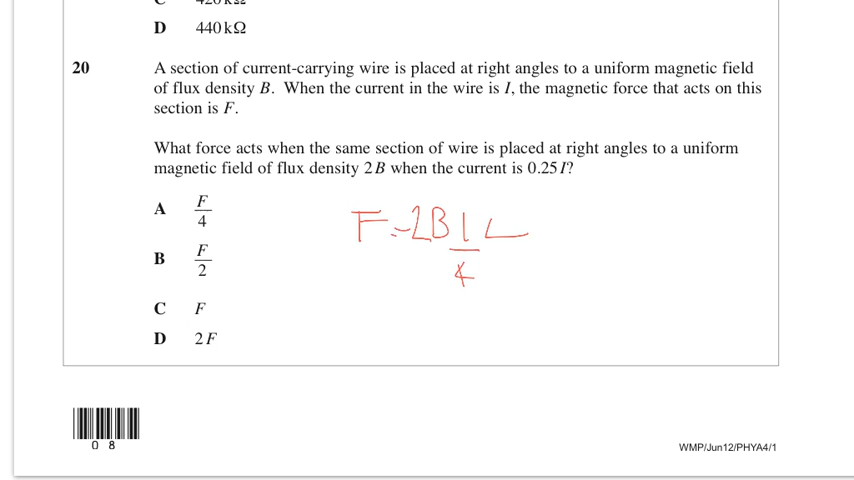 D 440 kΩ
20 A section of current-carrying wire is placed at right angles to a uniform magnetic field
of flux density B. When the current in the wire is I, the magnetic force that acts on this
section is F.
What force acts when the same section of wire is placed at right angles to a uniform
magnetic field of flux density 2B when the current is 0.25I?
A F/4
B F/2
C F
D 2F
F = 2B I/4 L
0 8
WMP/Jun12/PHYA4/1